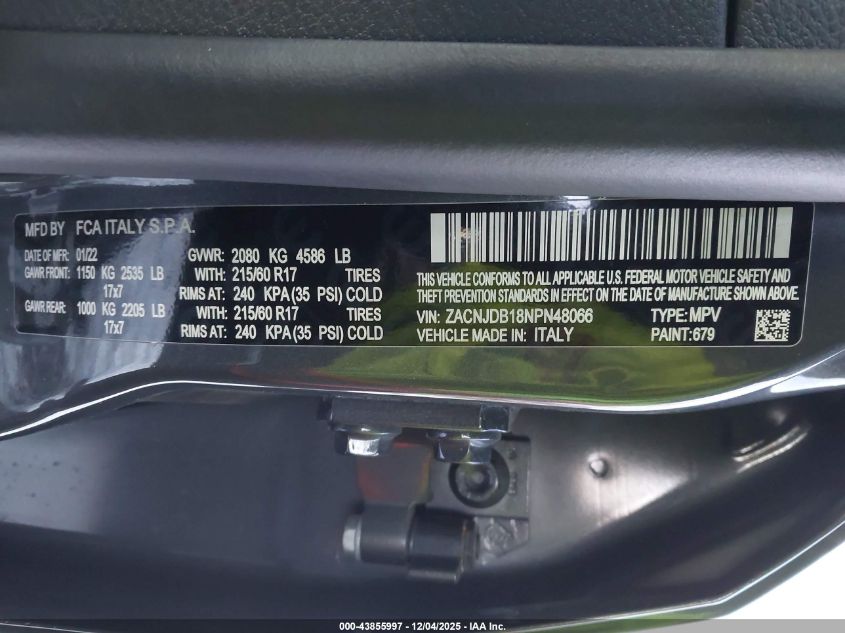 MFD BY FCA ITALY S.P.A.
DATE OF MFR: 01/22 GVWR: 2080 KG 4586 LB
GAWR FRONT: 1150 KG 2535 LB WITH: 215/60 R17 TIRES
17x7 RIMS AT: 240 KPA(35 PSI) COLD
GAWR REAR: 1000 KG 2205 LB WITH: 215/60 R17 TIRES
17x7 RIMS AT: 240 KPA(35 PSI) COLD
THIS VEHICLE CONFORMS TO ALL APPLICABLE U.S. FEDERAL MOTOR VEHICLE SAFETY AND
THEFT PREVENTION STANDARDS IN EFFECT ON THE DATE OF MANUFACTURE SHOWN ABOVE.
VIN: ZACNJDB18NPN48066 TYPE: MPV
VEHICLE MADE IN: ITALY PAINT: 679
000-43855997 - 12/04/2025 - IAA Inc.